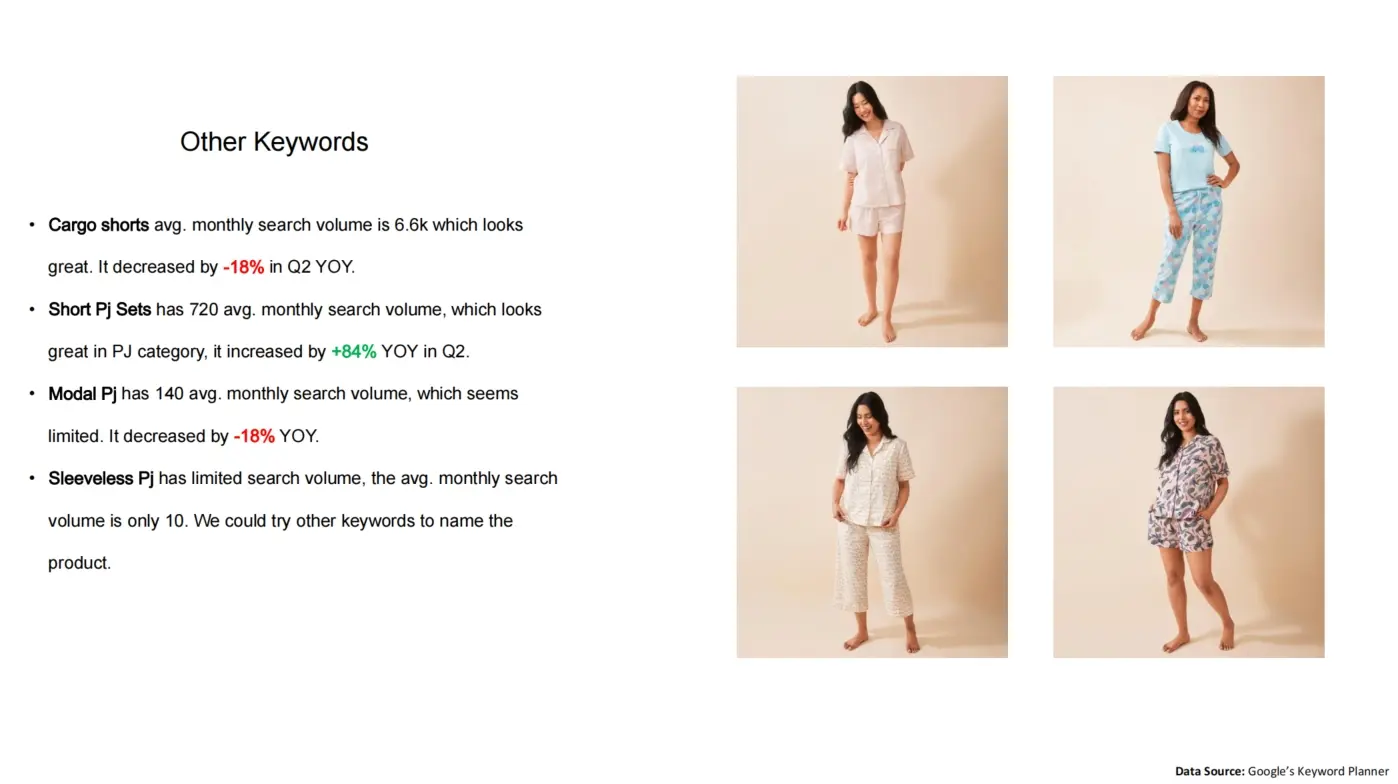 Other Keywords
• Cargo shorts avg. monthly search volume is 6.6k which looks
great. It decreased by -18% in Q2 YOY.
• Short Pj Sets has 720 avg. monthly search volume, which looks
great in PJ category, it increased by +84% YOY in Q2.
• Modal Pj has 140 avg. monthly search volume, which seems
limited. It decreased by -18% YOY.
• Sleeveless Pj has limited search volume, the avg. monthly search
volume is only 10. We could try other keywords to name the
product.
Data Source: Google’s Keyword Planner